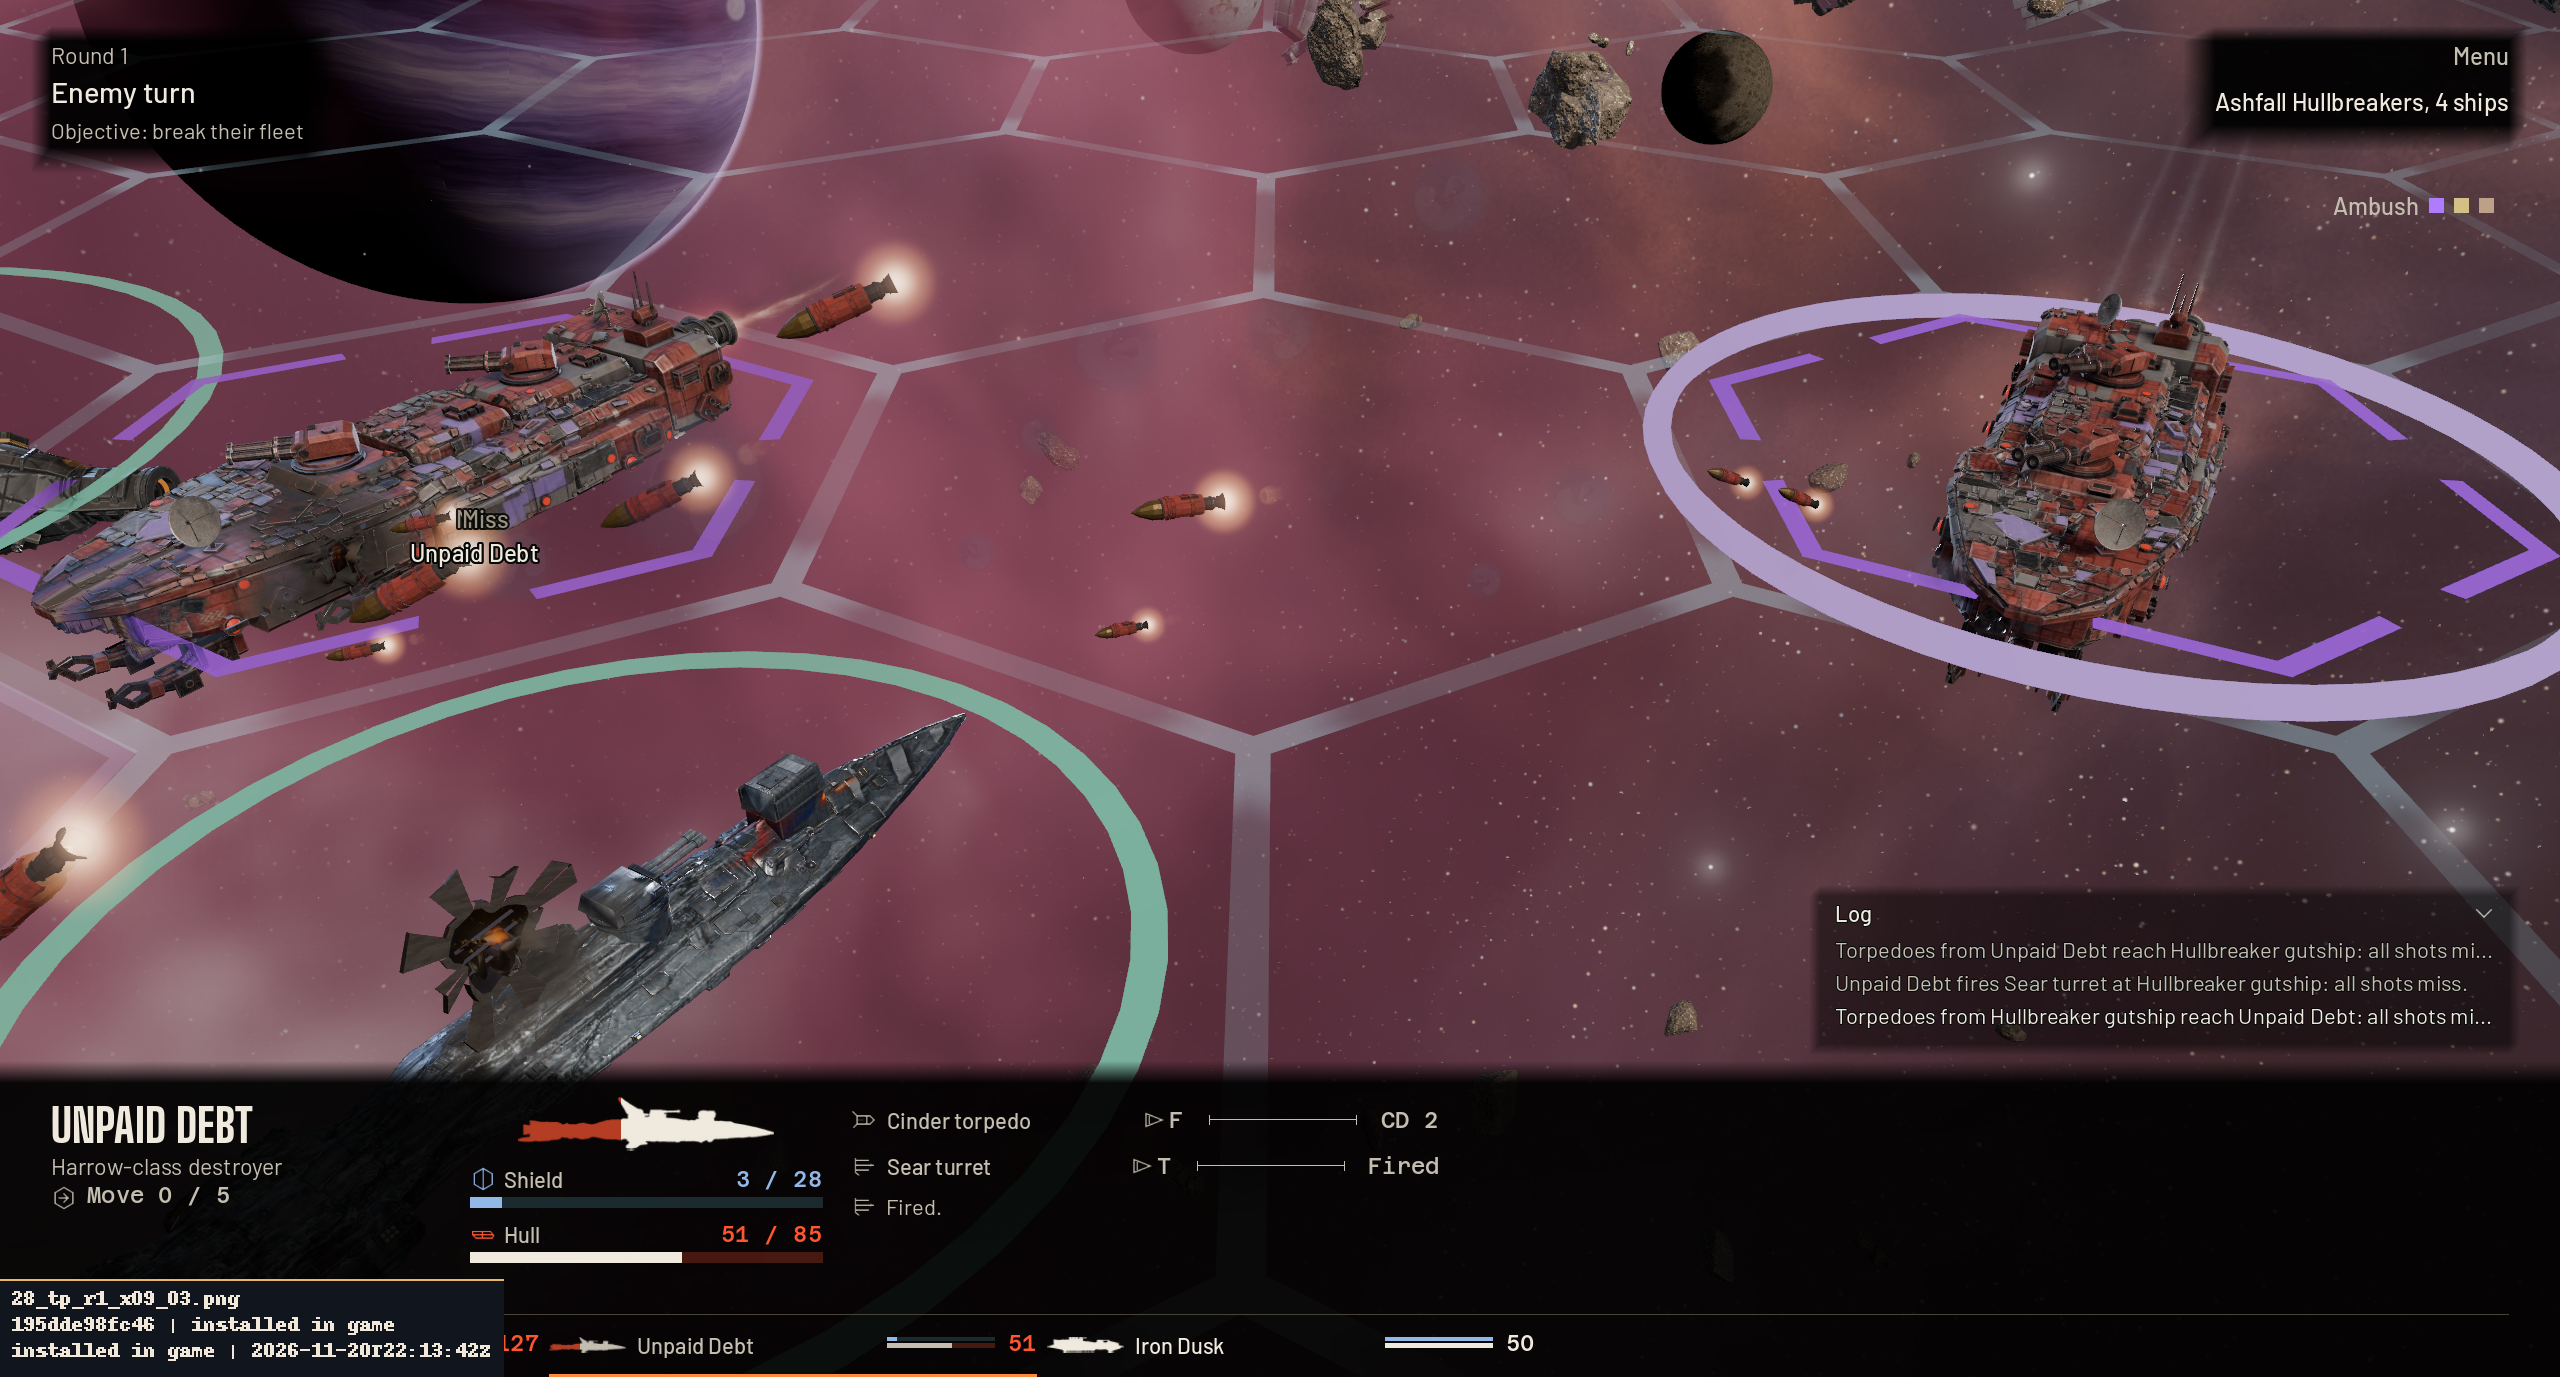 Round 1
Enemy turn
Objective: break their fleet
Menu
Ashfall Hullbreakers, 4 ships
Ambush
Miss
Unpaid Debt
Log
Torpedoes from Unpaid Debt reach Hullbreaker gutship: all shots mi...
Unpaid Debt fires Sear turret at Hullbreaker gutship: all shots miss.
Torpedoes from Hullbreaker gutship reach Unpaid Debt: all shots mi...
UNPAID DEBT
Harrow-class destroyer
Move 0 / 5
Shield 3 / 28
Hull 51 / 85
Cinder torpedo F CD 2
Sear turret T Fired
Fired.
28_tp_r1_x09_03.png
195dde98fc46 | installed in game
installed in game | 2026-11-20T22:13:42Z
127 Unpaid Debt 51 Iron Dusk 50